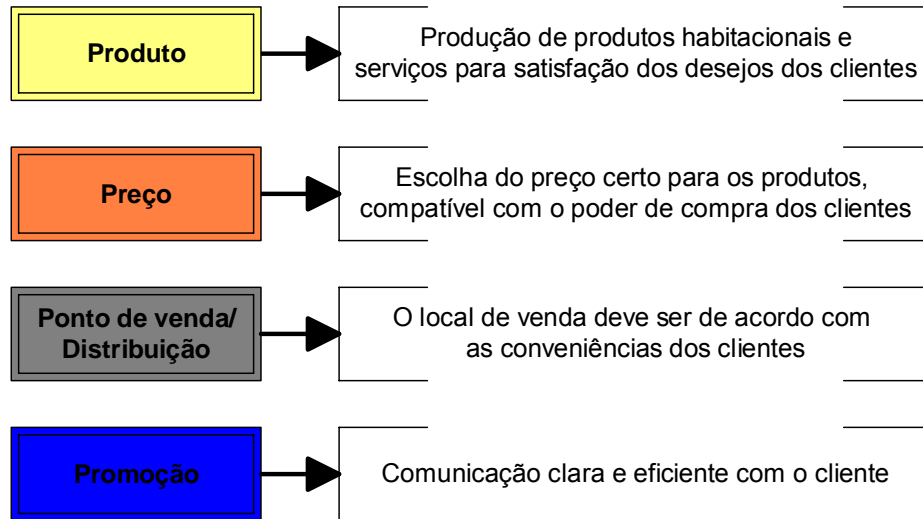 Produto
Produção de produtos habitacionais e
serviços para satisfação dos desejos dos clientes
Preço
Escolha do preço certo para os produtos,
compatível com o poder de compra dos clientes
Ponto de venda/
Distribuição
O local de venda deve ser de acordo com
as conveniências dos clientes
Promoção
Comunicação clara e eficiente com o cliente